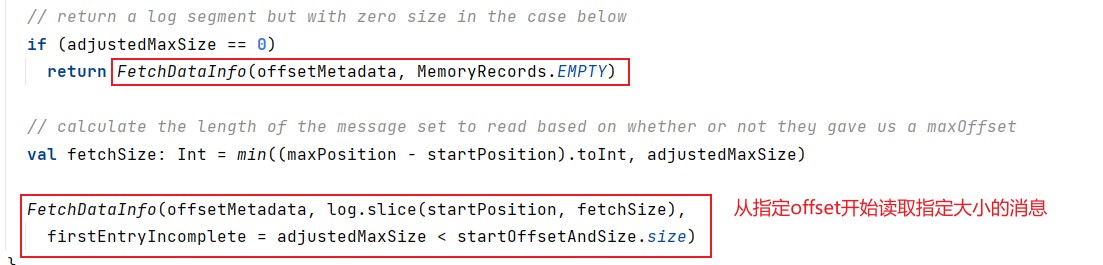 // return a log segment but with zero size in the case below
if (adjustedMaxSize == 0)
return FetchDataInfo(offsetMetadata, MemoryRecords.EMPTY)
// calculate the length of the message set to read based on whether or not they gave us a maxOffset
val fetchSize: Int = min((maxPosition - startPosition).toInt, adjustedMaxSize)
FetchDataInfo(offsetMetadata, log.slice(startPosition, fetchSize),
从指定offset开始读取指定大小的消息
firstEntryIncomplete = adjustedMaxSize < startOffsetAndSize.size)
}